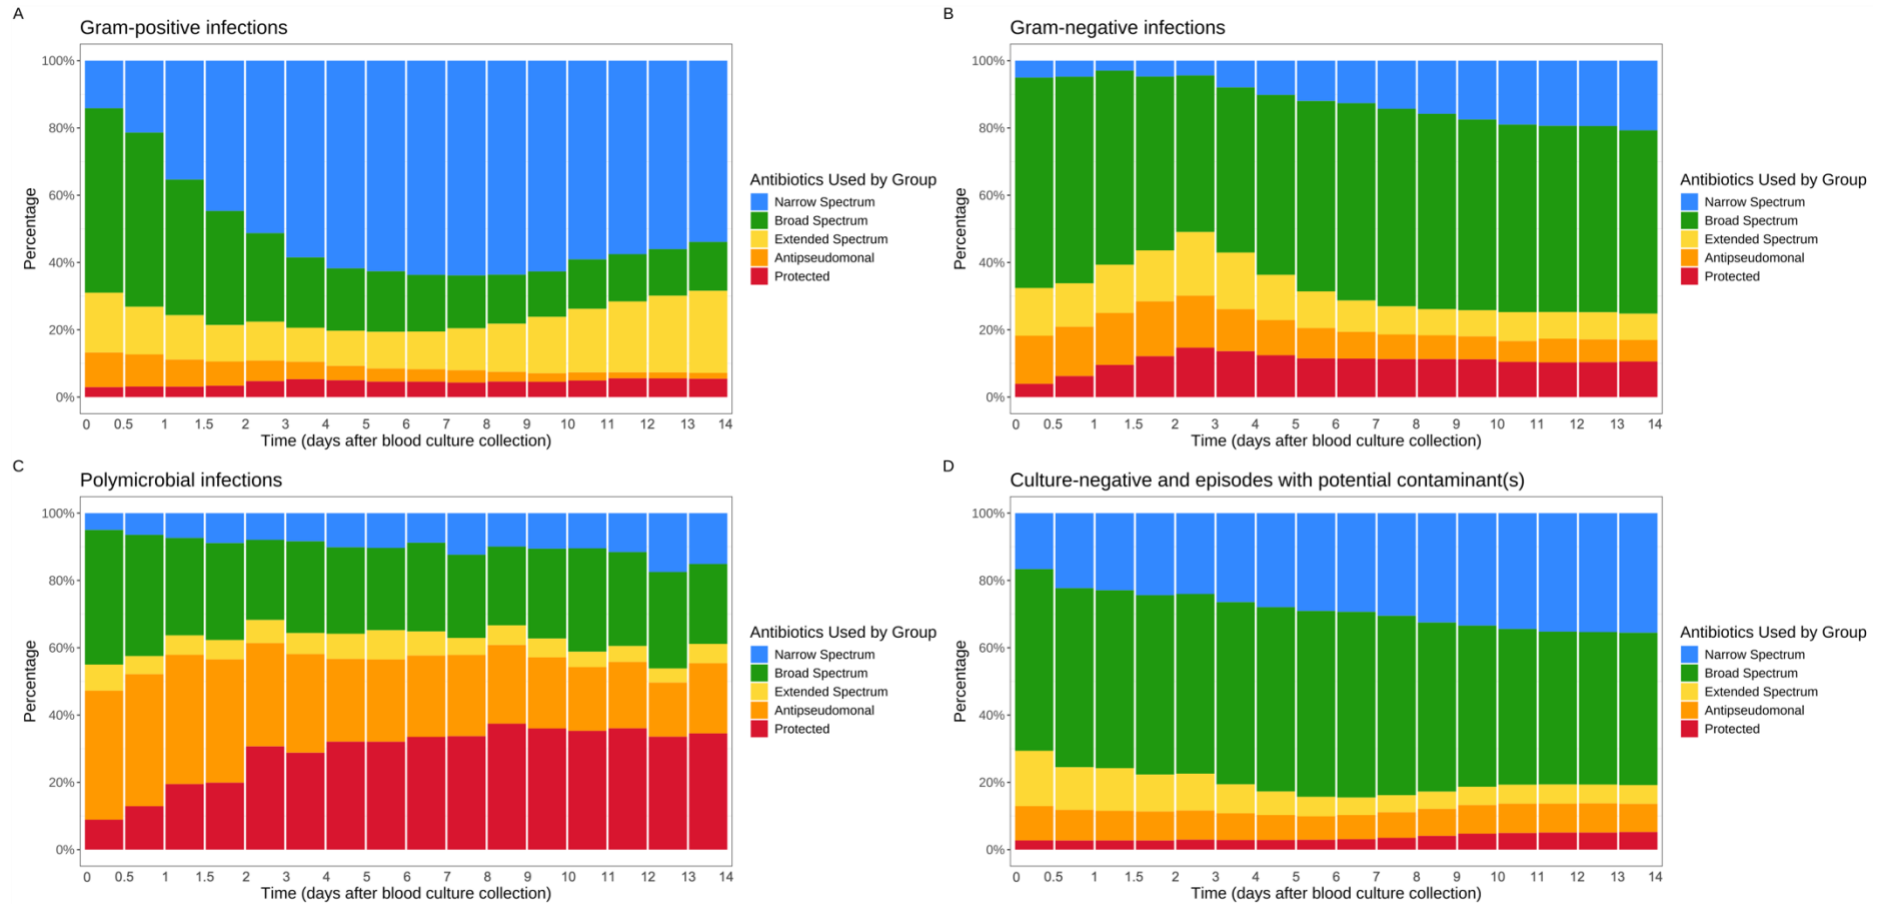 A
Gram-positive infections
100%
80%
60%
40%
20%
0%
Percentage
0 0.5 1 1.5 2 3 4 5 6 7 8 9 10 11 12 13 14
Time (days after blood culture collection)
Antibiotics Used by Group
Narrow Spectrum
Broad Spectrum
Extended Spectrum
Antipseudomonal
Protected
B
Gram-negative infections
100%
80%
60%
40%
20%
0%
Percentage
0 0.5 1 1.5 2 3 4 5 6 7 8 9 10 11 12 13 14
Time (days after blood culture collection)
Antibiotics Used by Group
Narrow Spectrum
Broad Spectrum
Extended Spectrum
Antipseudomonal
Protected
C
Polymicrobial infections
100%
80%
60%
40%
20%
0%
Percentage
0 0.5 1 1.5 2 3 4 5 6 7 8 9 10 11 12 13 14
Time (days after blood culture collection)
Antibiotics Used by Group
Narrow Spectrum
Broad Spectrum
Extended Spectrum
Antipseudomonal
Protected
D
Culture-negative and episodes with potential contaminant(s)
100%
80%
60%
40%
20%
0%
Percentage
0 0.5 1 1.5 2 3 4 5 6 7 8 9 10 11 12 13 14
Time (days after blood culture collection)
Antibiotics Used by Group
Narrow Spectrum
Broad Spectrum
Extended Spectrum
Antipseudomonal
Protected